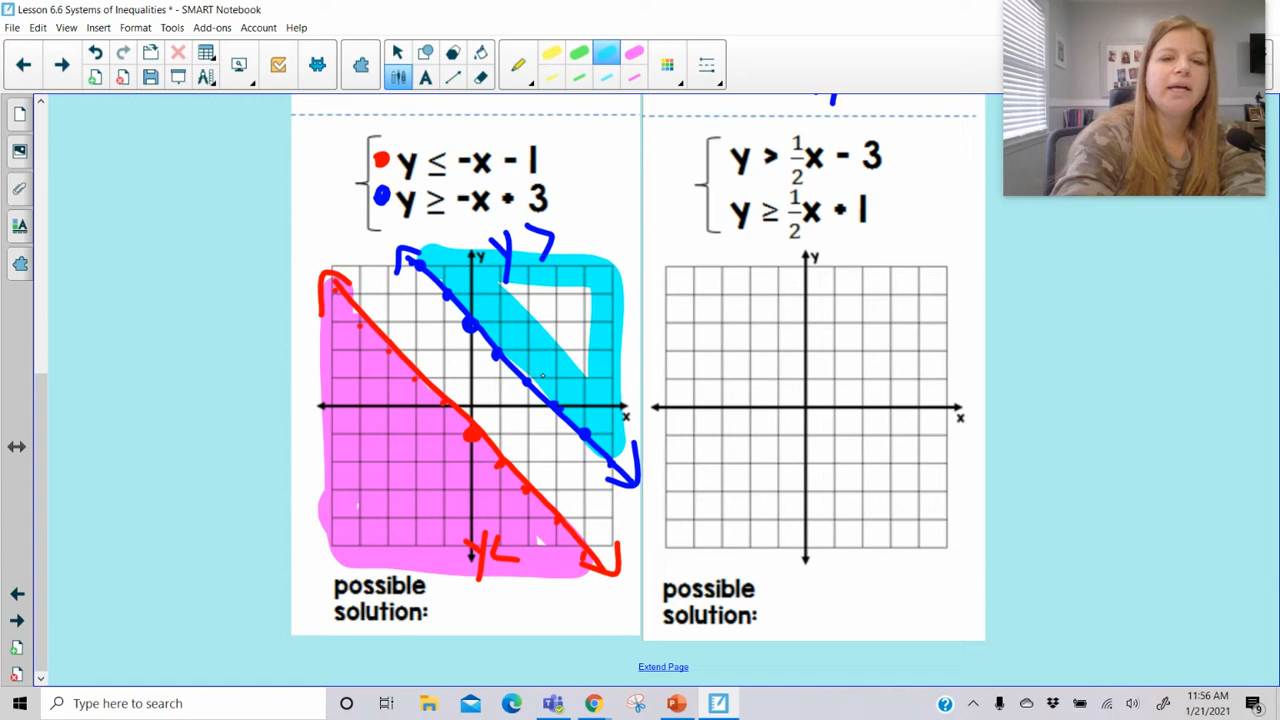 Lesson 6.6 Systems of Inequalities * - SMART Notebook
File Edit View Insert Format Tools Add-ons Account Help
y ≤ -x - 1
y ≥ -x + 3
y >
y
x
y<
possible
solution:
y > 1/2x - 3
y ≥ 1/2x + 1
y
x
possible
solution:
Extend Page
Type here to search
11:56 AM
1/21/2021
9